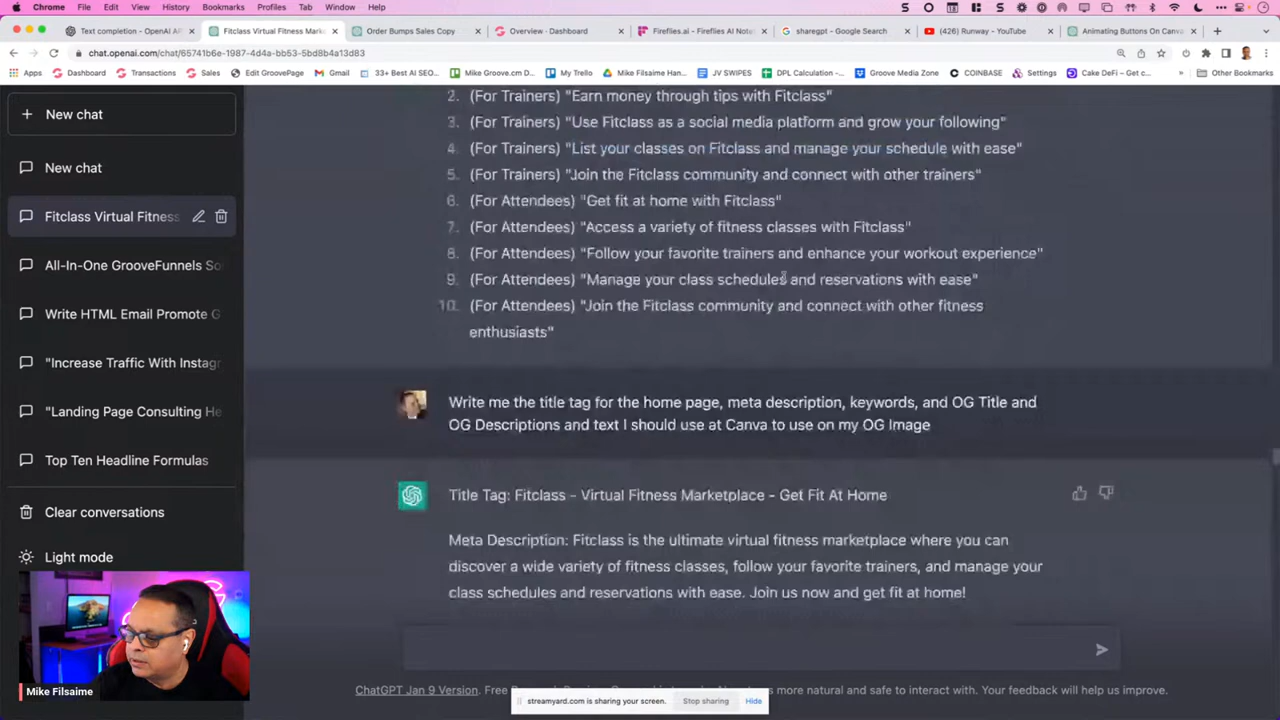 Chrome File Edit View History Bookmarks Profiles Tab Window Help
Text completion - OpenAI AP
Fitclass Virtual Fitness Mark
Order Bumps Sales Copy
Overview · Dashboard
Fireflies.ai - Fireflies AI Note
sharegpt - Google Search
(426) Runway - YouTube
Animating Buttons On Canva
chat.openai.com/chat/65741b6e-1987-4d4a-bb53-5bd8b4a13d83
Apps Dashboard Transactions Sales Edit GroovePage Gmail 33+ Best AI SEO... Mike Groove.cm D... My Trello Mike Filsaime Han... JV SWIPES DPL Calculation -... Groove Media Zone COINBASE Settings Cake DeFi – Get c... » Other Bookmarks
+ New chat
New chat
Fitclass Virtual Fitness
All-In-One GrooveFunnels So
Write HTML Email Promote G
"Increase Traffic With Instagr
"Landing Page Consulting He
Top Ten Headline Formulas
Clear conversations
Light mode
Mike Filsaime
2. (For Trainers) "Earn money through tips with Fitclass"
3. (For Trainers) "Use Fitclass as a social media platform and grow your following"
4. (For Trainers) "List your classes on Fitclass and manage your schedule with ease"
5. (For Trainers) "Join the Fitclass community and connect with other trainers"
6. (For Attendees) "Get fit at home with Fitclass"
7. (For Attendees) "Access a variety of fitness classes with Fitclass"
8. (For Attendees) "Follow your favorite trainers and enhance your workout experience"
9. (For Attendees) "Manage your class schedules and reservations with ease"
10. (For Attendees) "Join the Fitclass community and connect with other fitness
enthusiasts"
Write me the title tag for the home page, meta description, keywords, and OG Title and
OG Descriptions and text I should use at Canva to use on my OG Image
Title Tag: Fitclass - Virtual Fitness Marketplace - Get Fit At Home
Meta Description: Fitclass is the ultimate virtual fitness marketplace where you can
discover a wide variety of fitness classes, follow your favorite trainers, and manage your
class schedules and reservations with ease. Join us now and get fit at home!
ChatGPT Jan 9 Version. Free more natural and safe to interact with. Your feedback will help us improve.
streamyard.com is sharing your screen. Stop sharing Hide